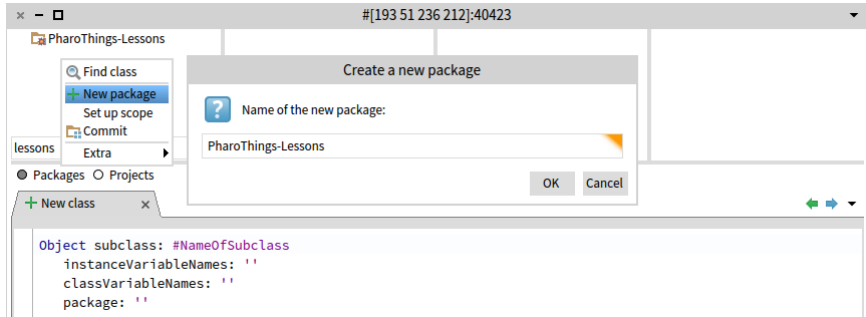 #[193 51 236 212]:40423
PharoThings-Lessons
Find class
New package
Set up scope
Commit
Extra
Create a new package
Name of the new package:
PharoThings-Lessons
OK Cancel
lessons
Packages Projects
New class
Object subclass: #NameOfSubclass
instanceVariableNames: ''
classVariableNames: ''
package: ''